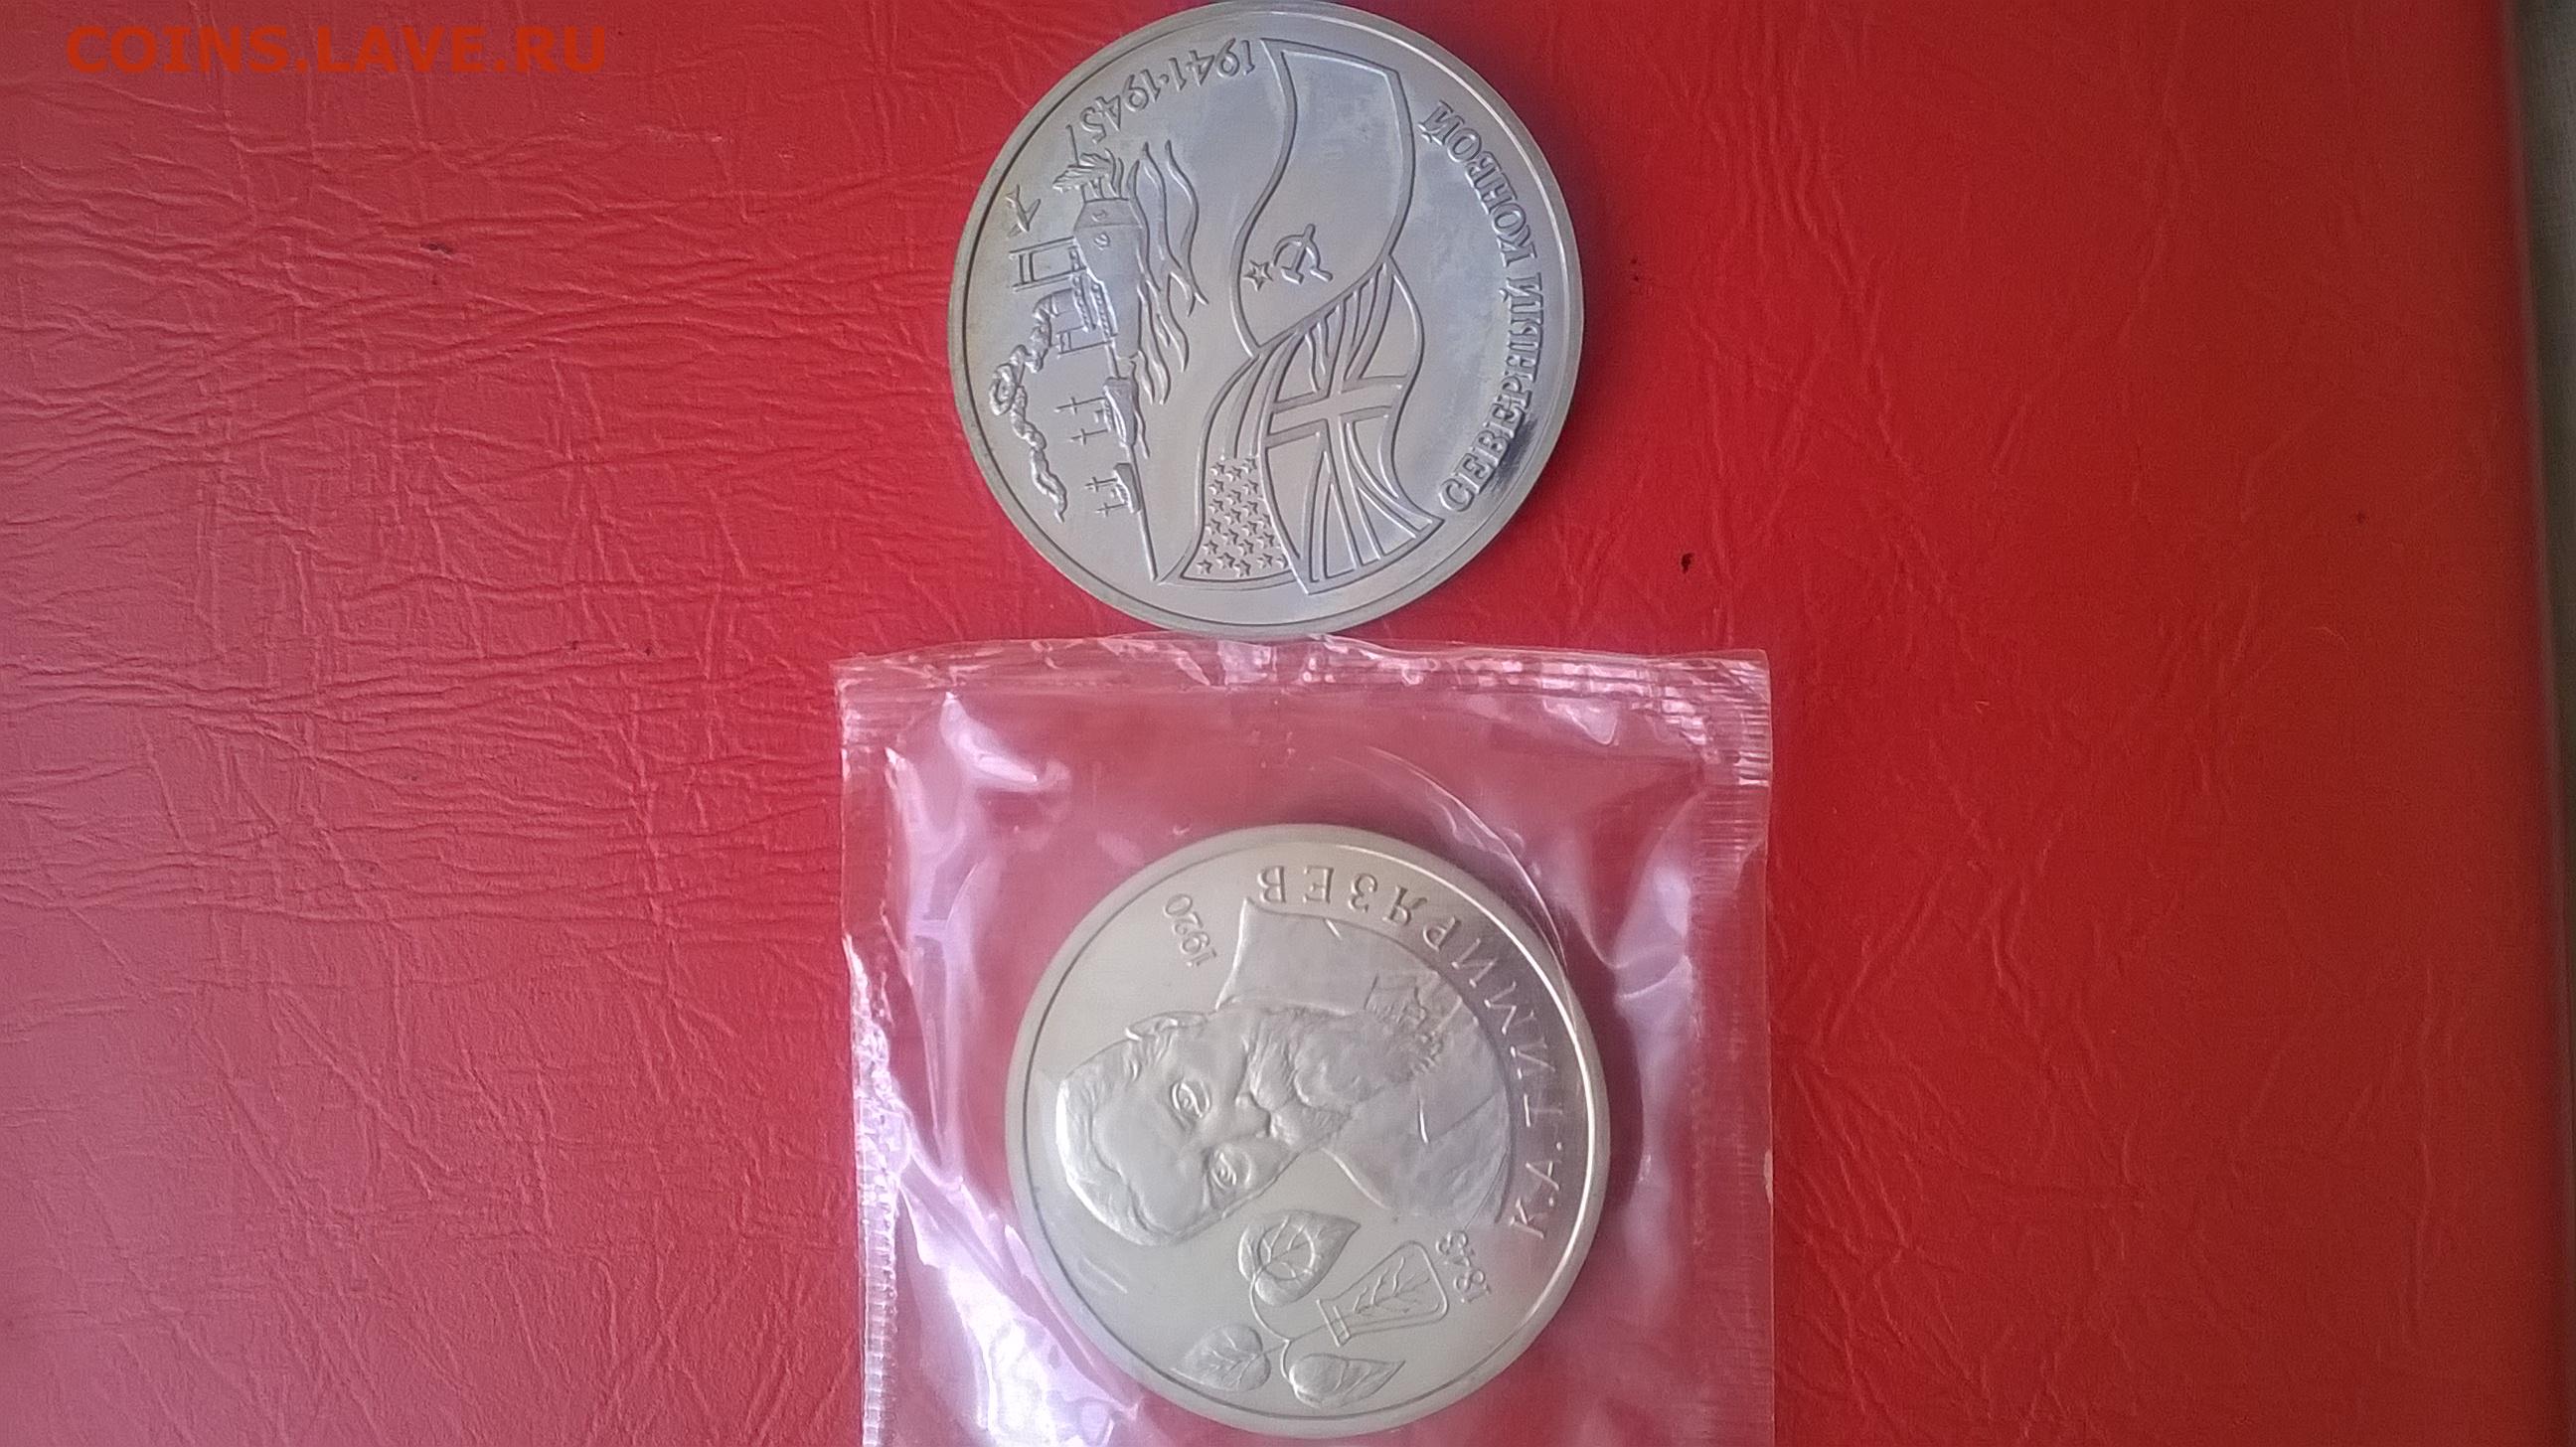 COINS.LAVE.RU
СЕВЕРНЫЙ КОНВОЙ
1941·1945
К.А.ТИМИРЯЗЕВ
1843
1920